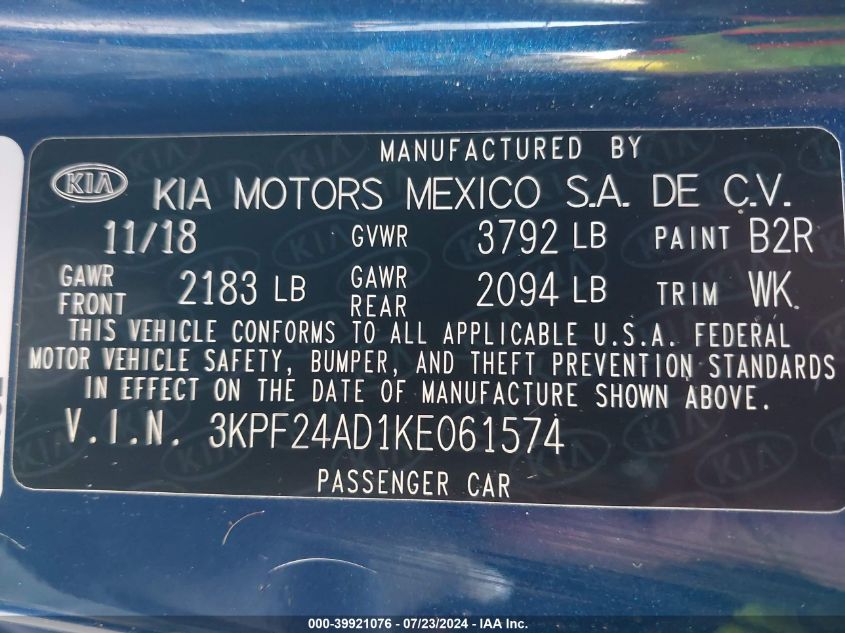 MANUFACTURED BY
KIA KIA MOTORS MEXICO S.A. DE C.V.
11/18 GVWR 3792 LB PAINT B2R
GAWR FRONT 2183 LB GAWR REAR 2094 LB TRIM WK.
THIS VEHICLE CONFORMS TO ALL APPLICABLE U.S.A. FEDERAL
MOTOR VEHICLE SAFETY, BUMPER, AND THEFT PREVENTION STANDARDS
IN EFFECT ON THE DATE OF MANUFACTURE SHOWN ABOVE.
V.I.N. 3KPF24AD1KE061574
PASSENGER CAR
000-39921076 - 07/23/2024 - IAA Inc.